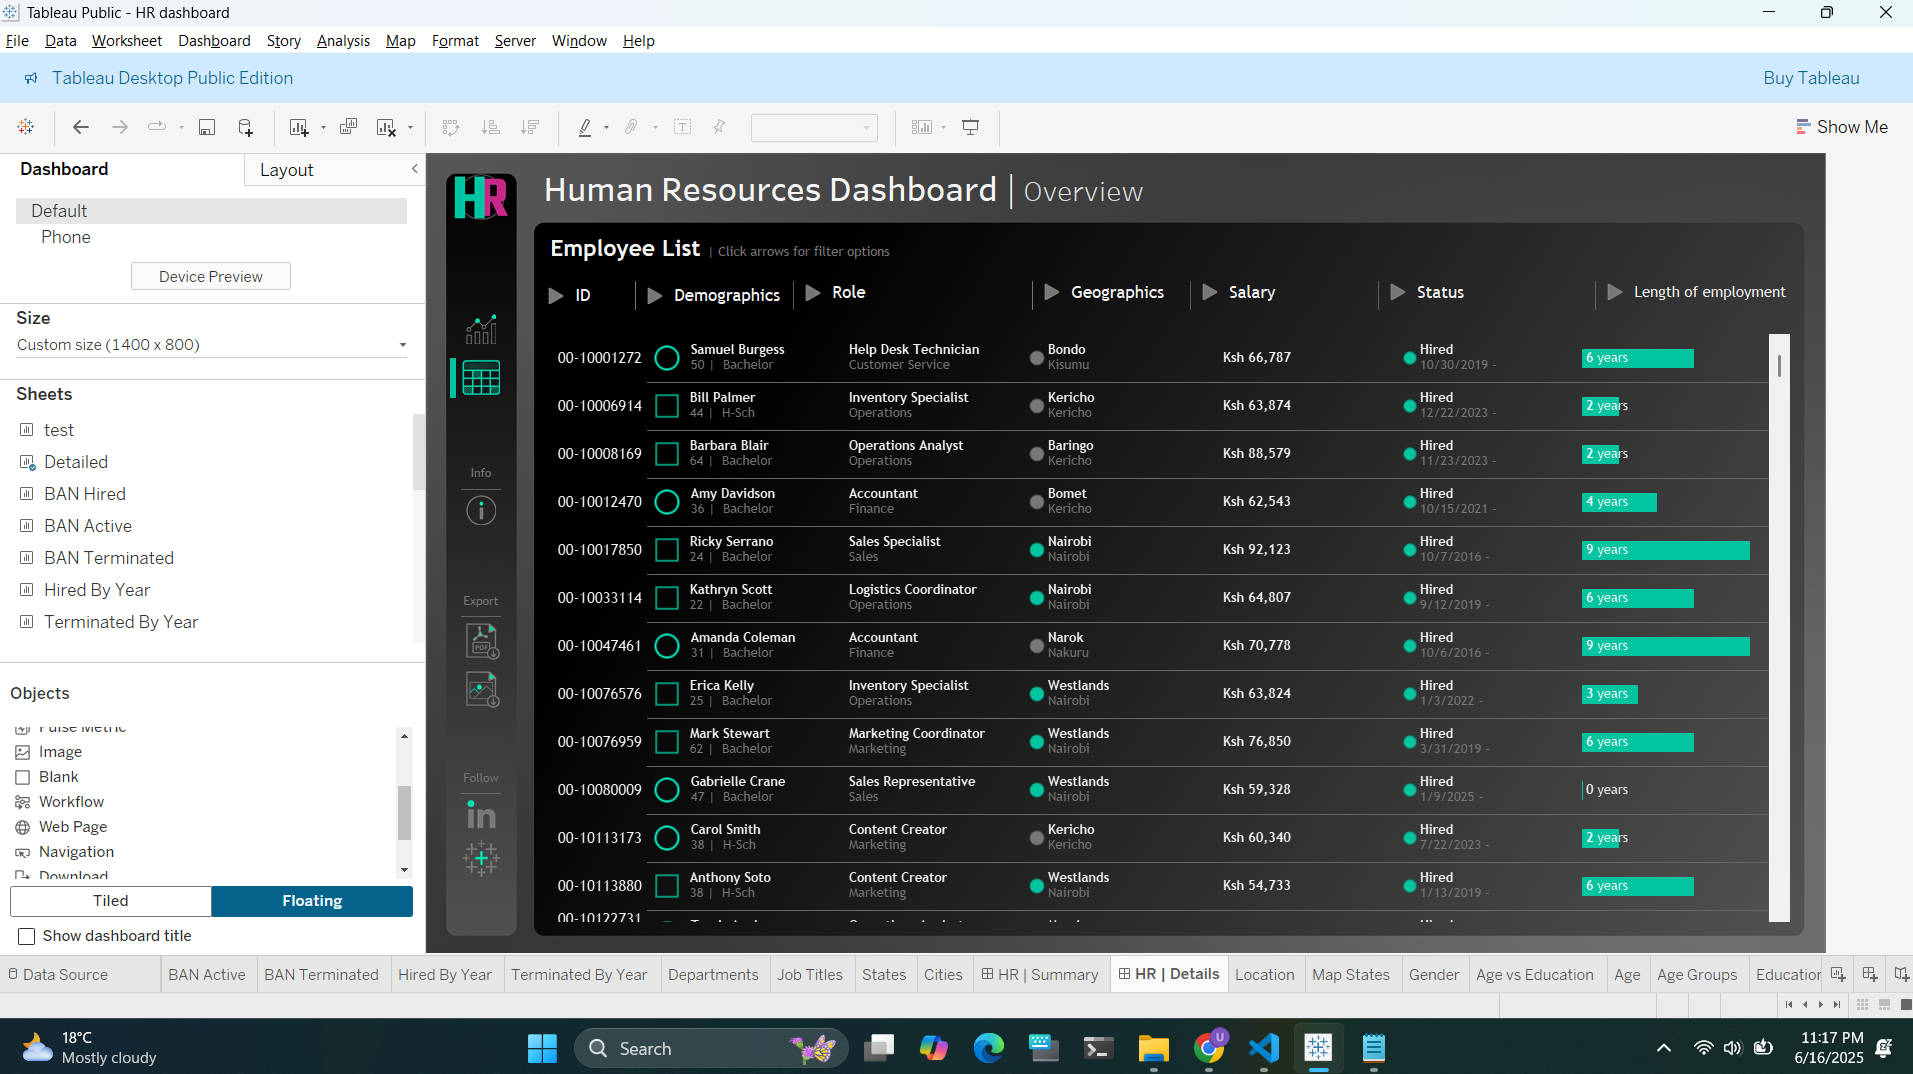 Tableau Public - HR dashboard
File Data Worksheet Dashboard Story Analysis Map Format Server Window Help
Tableau Desktop Public Edition Buy Tableau
Show Me
Dashboard Layout
Default
Phone
Device Preview
Size
Custom size (1400 x 800)
Sheets
test
Detailed
BAN Hired
BAN Active
BAN Terminated
Hired By Year
Terminated By Year
Objects
Pulse Metric
Image
Blank
Workflow
Web Page
Navigation
Download
Tiled Floating
Show dashboard title
HR
Info
Export
PDF
Follow
in
Human Resources Dashboard | Overview
Employee List | Click arrows for filter options
ID Demographics Role Geographics Salary Status Length of employment
00-10001272 Samuel Burgess Help Desk Technician Bondo Ksh 66,787 Hired 6 years
50 | Bachelor Customer Service Kisumu 10/30/2019 -
00-10006914 Bill Palmer Inventory Specialist Kericho Ksh 63,874 Hired 2 years
44 | H-Sch Operations Kericho 12/22/2023 -
00-10008169 Barbara Blair Operations Analyst Baringo Ksh 88,579 Hired 2 years
64 | Bachelor Operations Kericho 11/23/2023 -
00-10012470 Amy Davidson Accountant Bomet Ksh 62,543 Hired 4 years
36 | Bachelor Finance Kericho 10/15/2021 -
00-10017850 Ricky Serrano Sales Specialist Nairobi Ksh 92,123 Hired 9 years
24 | Bachelor Sales Nairobi 10/7/2016 -
00-10033114 Kathryn Scott Logistics Coordinator Nairobi Ksh 64,807 Hired 6 years
22 | Bachelor Operations Nairobi 9/12/2019 -
00-10047461 Amanda Coleman Accountant Narok Ksh 70,778 Hired 9 years
31 | Bachelor Finance Nakuru 10/6/2016 -
00-10076576 Erica Kelly Inventory Specialist Westlands Ksh 63,824 Hired 3 years
25 | Bachelor Operations Nairobi 1/3/2022 -
00-10076959 Mark Stewart Marketing Coordinator Westlands Ksh 76,850 Hired 6 years
62 | Bachelor Marketing Nairobi 3/31/2019 -
00-10080009 Gabrielle Crane Sales Representative Westlands Ksh 59,328 Hired 0 years
47 | Bachelor Sales Nairobi 1/9/2025 -
00-10113173 Carol Smith Content Creator Kericho Ksh 60,340 Hired 2 years
38 | H-Sch Marketing Kericho 7/22/2023 -
00-10113880 Anthony Soto Content Creator Westlands Ksh 54,733 Hired 6 years
38 | H-Sch Marketing Nairobi 1/13/2019 -
00-10122731
Data Source BAN Active BAN Terminated Hired By Year Terminated By Year Departments Job Titles States Cities HR | Summary HR | Details Location Map States Gender Age vs Education Age Age Groups Education
18°C
Mostly cloudy
Search
U
11:17 PM
6/16/2025